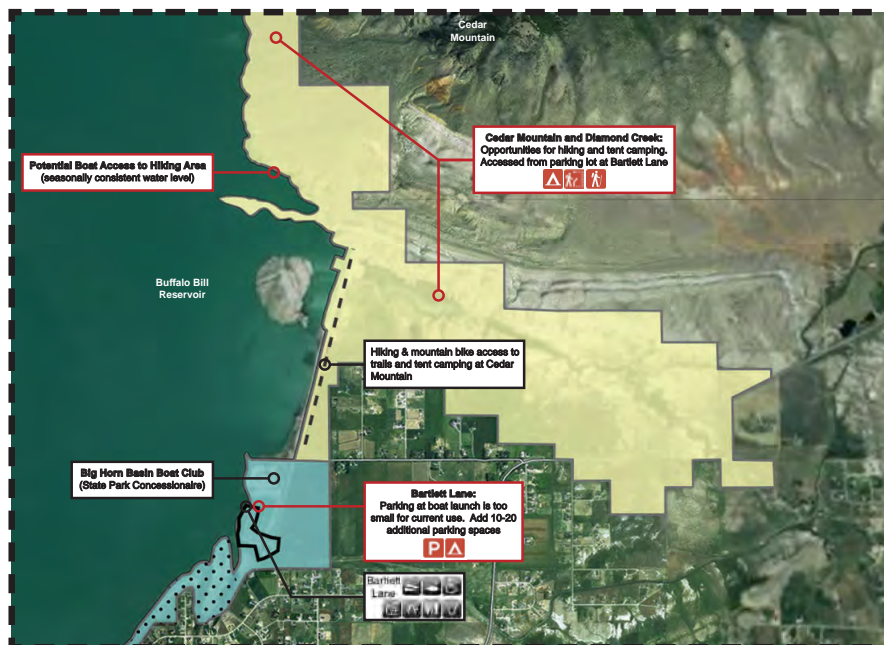 Cedar
Mountain
Cedar Mountain and Diamond Creek:
Opportunities for hiking and tent camping.
Accessed from parking lot at Bartlett Lane
Potential Boat Access to Hiking Area
(seasonally consistent water level)
Buffalo Bill
Reservoir
Hiking & mountain bike access to
trails and tent camping at Cedar
Mountain
Big Horn Basin Boat Club
(State Park Concessionaire)
Bartlett Lane:
Parking at boat launch is too
small for current use. Add 10-20
additional parking spaces
P
Bartlett
Lane